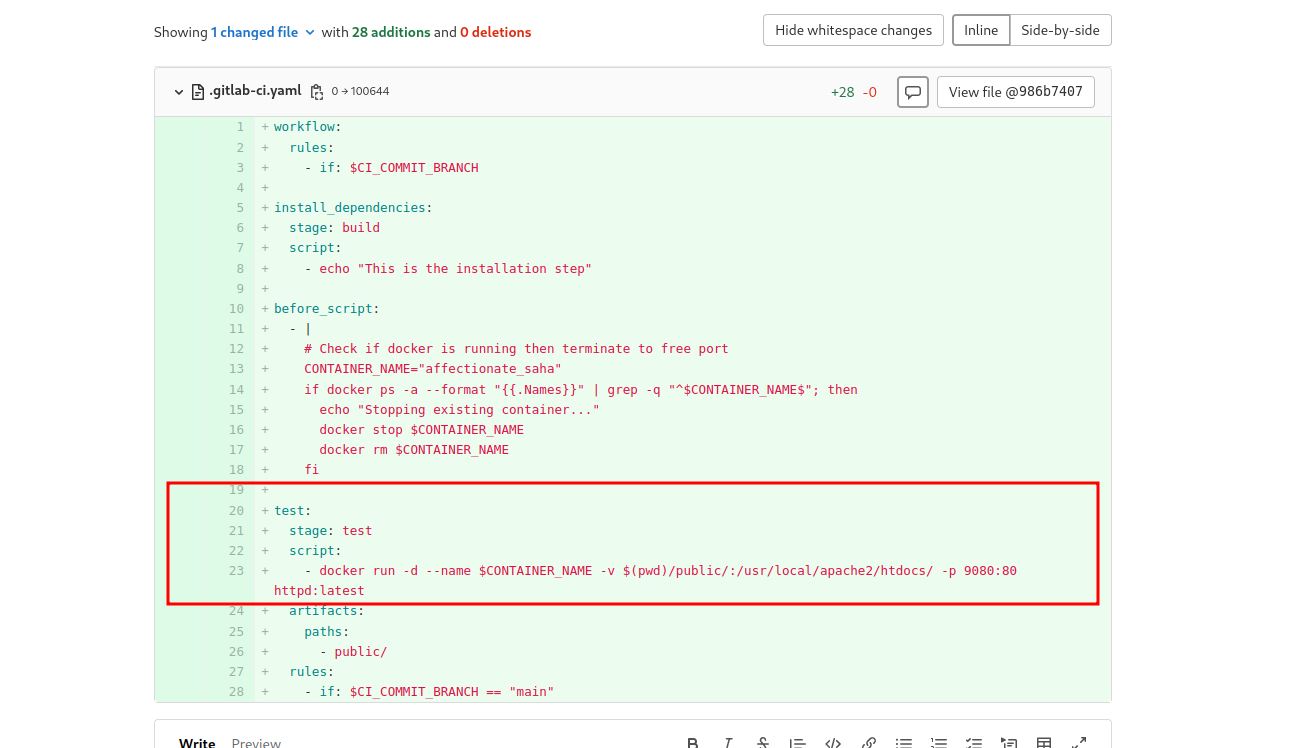 Showing 1 changed file with 28 additions and 0 deletions
Hide whitespace changes
Inline
Side-by-side
.gitlab-ci.yaml 0 → 100644
+28 -0
View file @986b7407
1 + workflow:
2 +   rules:
3 +     - if: $CI_COMMIT_BRANCH
4 +
5 + install_dependencies:
6 +   stage: build
7 +   script:
8 +     - echo "This is the installation step"
9 +
10 + before_script:
11 +   - |
12 +     # Check if docker is running then terminate to free port
13 +     CONTAINER_NAME="affectionate_saha"
14 +     if docker ps -a --format "{{.Names}}" | grep -q "^$CONTAINER_NAME$"; then
15 +       echo "Stopping existing container..."
16 +       docker stop $CONTAINER_NAME
17 +       docker rm $CONTAINER_NAME
18 +     fi
19 +
20 + test:
21 +   stage: test
22 +   script:
23 +     - docker run -d --name $CONTAINER_NAME -v $(pwd)/public/:/usr/local/apache2/htdocs/ -p 9080:80
httpd:latest
24 +   artifacts:
25 +     paths:
26 +       - public/
27 +   rules:
28 +     - if: $CI_COMMIT_BRANCH == "main"
Write Preview